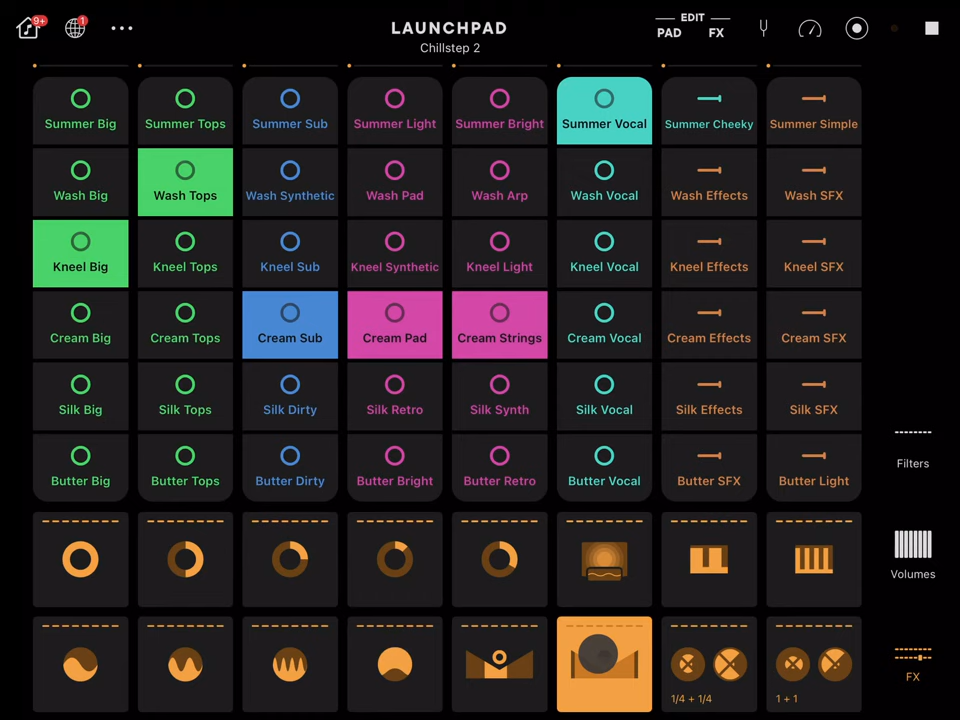 9+
1
LAUNCHPAD
Chillstep 2
EDIT
PAD FX
Summer Big Summer Tops Summer Sub Summer Light Summer Bright Summer Vocal Summer Cheeky Summer Simple
Wash Big Wash Tops Wash Synthetic Wash Pad Wash Arp Wash Vocal Wash Effects Wash SFX
Kneel Big Kneel Tops Kneel Sub Kneel Synthetic Kneel Light Kneel Vocal Kneel Effects Kneel SFX
Cream Big Cream Tops Cream Sub Cream Pad Cream Strings Cream Vocal Cream Effects Cream SFX
Silk Big Silk Tops Silk Dirty Silk Retro Silk Synth Silk Vocal Silk Effects Silk SFX
Filters
Butter Big Butter Tops Butter Dirty Butter Bright Butter Retro Butter Vocal Butter SFX Butter Light
Volumes
FX
1/4 + 1/4 1 + 1